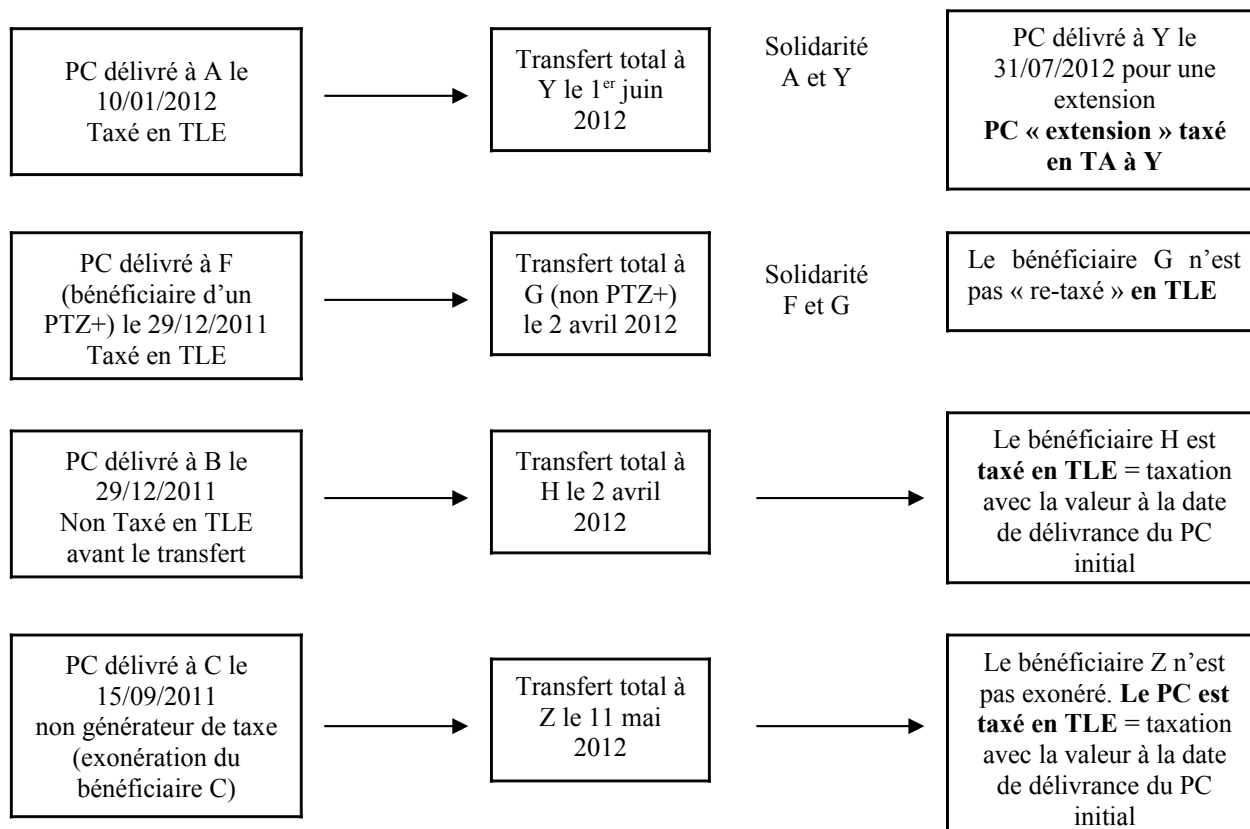 PC délivré à A le
10/01/2012
Taxé en TLE
Transfert total à
Y le 1er juin
2012
Solidarité
A et Y
PC délivré à Y le
31/07/2012 pour une
extension
PC « extension » taxé
en TA à Y
PC délivré à F
(bénéficiaire d'un
PTZ+) le 29/12/2011
Taxé en TLE
Transfert total à
G (non PTZ+)
le 2 avril 2012
Solidarité
F et G
Le bénéficiaire G n'est
pas « re-taxé » en TLE
PC délivré à B le
29/12/2011
Non Taxé en TLE
avant le transfert
Transfert total à
H le 2 avril
2012
Le bénéficiaire H est
taxé en TLE = taxation
avec la valeur à la date
de délivrance du PC
initial
PC délivré à C le
15/09/2011
non générateur de taxe
(exonération du
bénéficiaire C)
Transfert total à
Z le 11 mai
2012
Le bénéficiaire Z n'est
pas exonéré. Le PC est
taxé en TLE = taxation
avec la valeur à la date
de délivrance du PC
initial